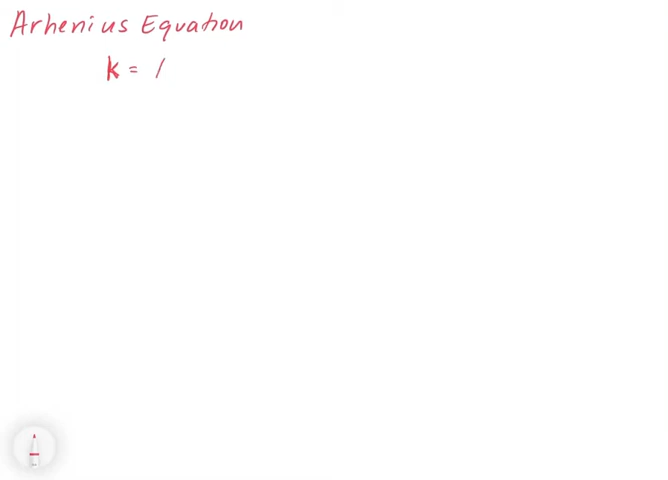 Arhenius Equation
k = /